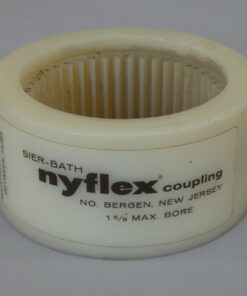 SIER-BATH
nyflex® coupling
NO. BERGEN, NEW JERSEY
1 5/8 MAX. BORE